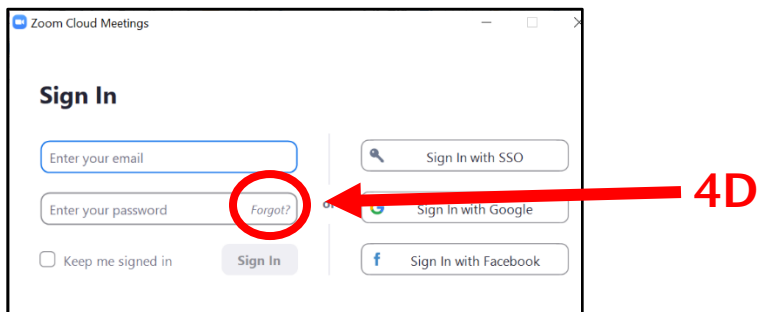 Zoom Cloud Meetings
Sign In
Enter your email
Enter your password Forgot?
Keep me signed in
Sign In
or
Sign In with SSO
Sign In with Google
Sign In with Facebook
4D